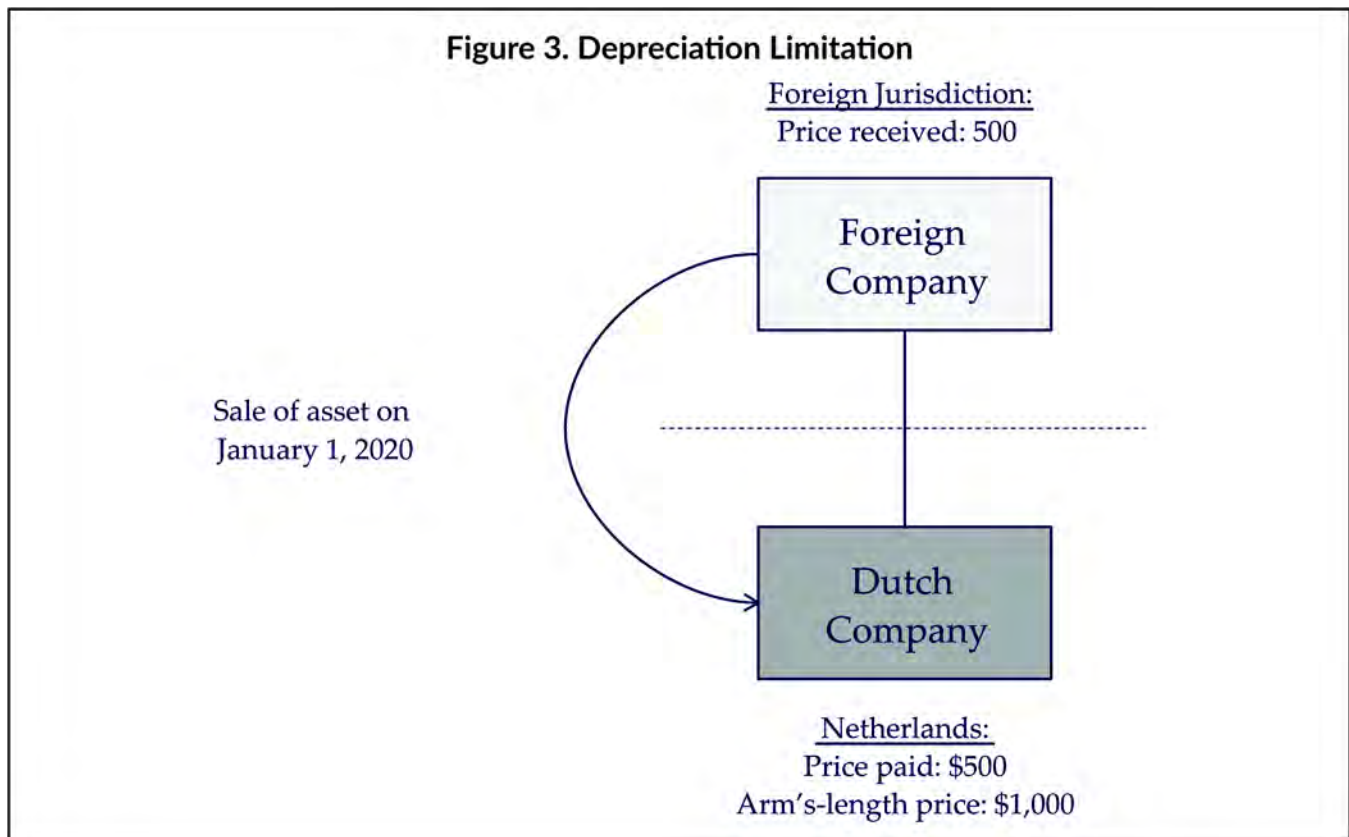 Figure 3. Depreciation Limitation
Foreign Jurisdiction:
Price received: 500
Foreign
Company
Sale of asset on
January 1, 2020
Dutch
Company
Netherlands:
Price paid: $500
Arm's-length price: $1,000